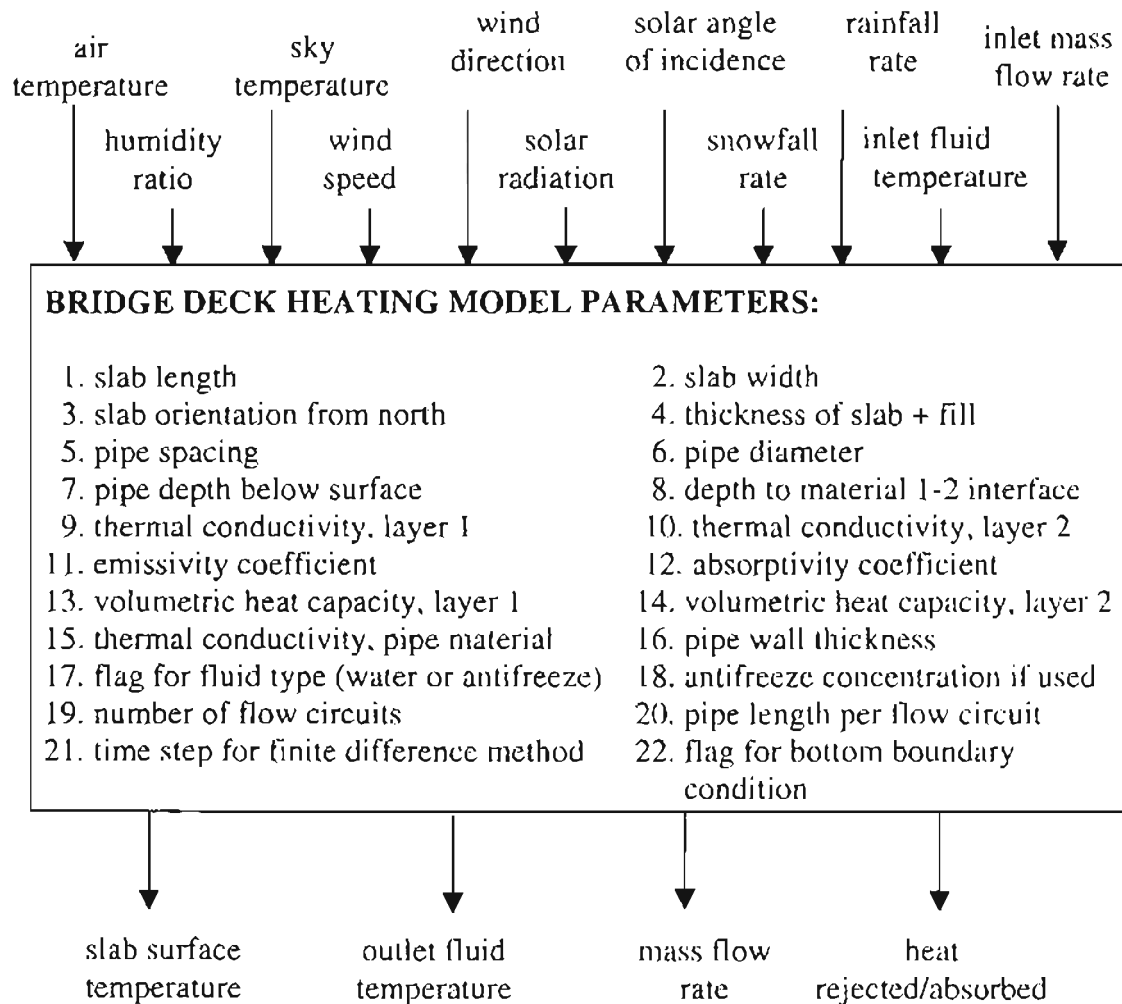 air
temperature
sky
temperature
wind
direction
solar angle
of incidence
rainfall
rate
inlet mass
flow rate
humidity
ratio
wind
speed
solar
radiation
snowfall
rate
inlet fluid
temperature
BRIDGE DECK HEATING MODEL PARAMETERS:
1. slab length
2. slab width
3. slab orientation from north
4. thickness of slab + fill
5. pipe spacing
6. pipe diameter
7. pipe depth below surface
8. depth to material 1-2 interface
9. thermal conductivity, layer 1
10. thermal conductivity, layer 2
11. emissivity coefficient
12. absorptivity coefficient
13. volumetric heat capacity, layer 1
14. volumetric heat capacity, layer 2
15. thermal conductivity, pipe material
16. pipe wall thickness
17. flag for fluid type (water or antifreeze)
18. antifreeze concentration if used
19. number of flow circuits
20. pipe length per flow circuit
21. time step for finite difference method
22. flag for bottom boundary
condition
slab surface
temperature
outlet fluid
temperature
mass flow
rate
heat
rejected/absorbed